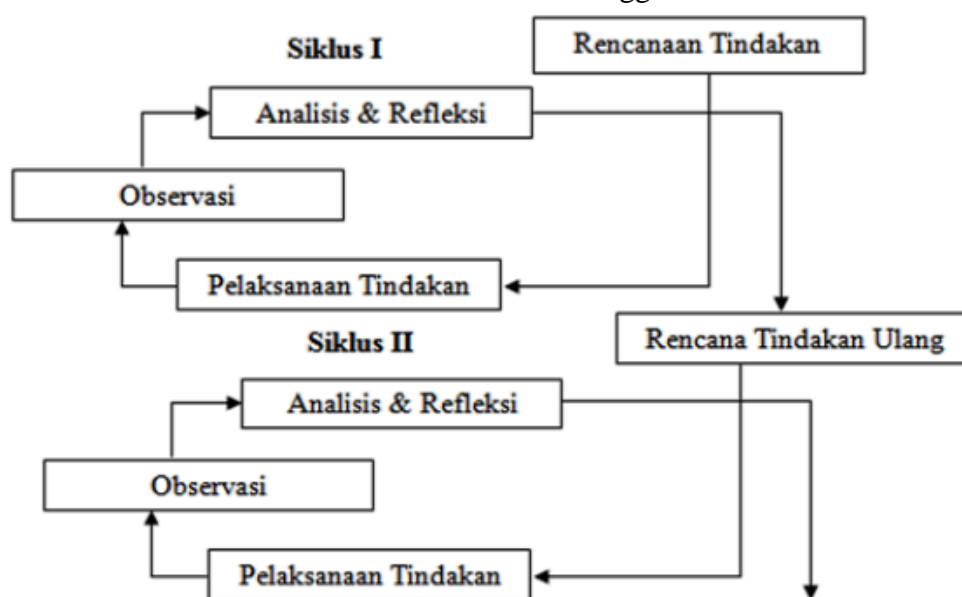 Siklus I
Rencanaan Tindakan
Analisis & Refleksi
Observasi
Pelaksanaan Tindakan
Siklus II
Rencana Tindakan Ulang
Analisis & Refleksi
Observasi
Pelaksanaan Tindakan